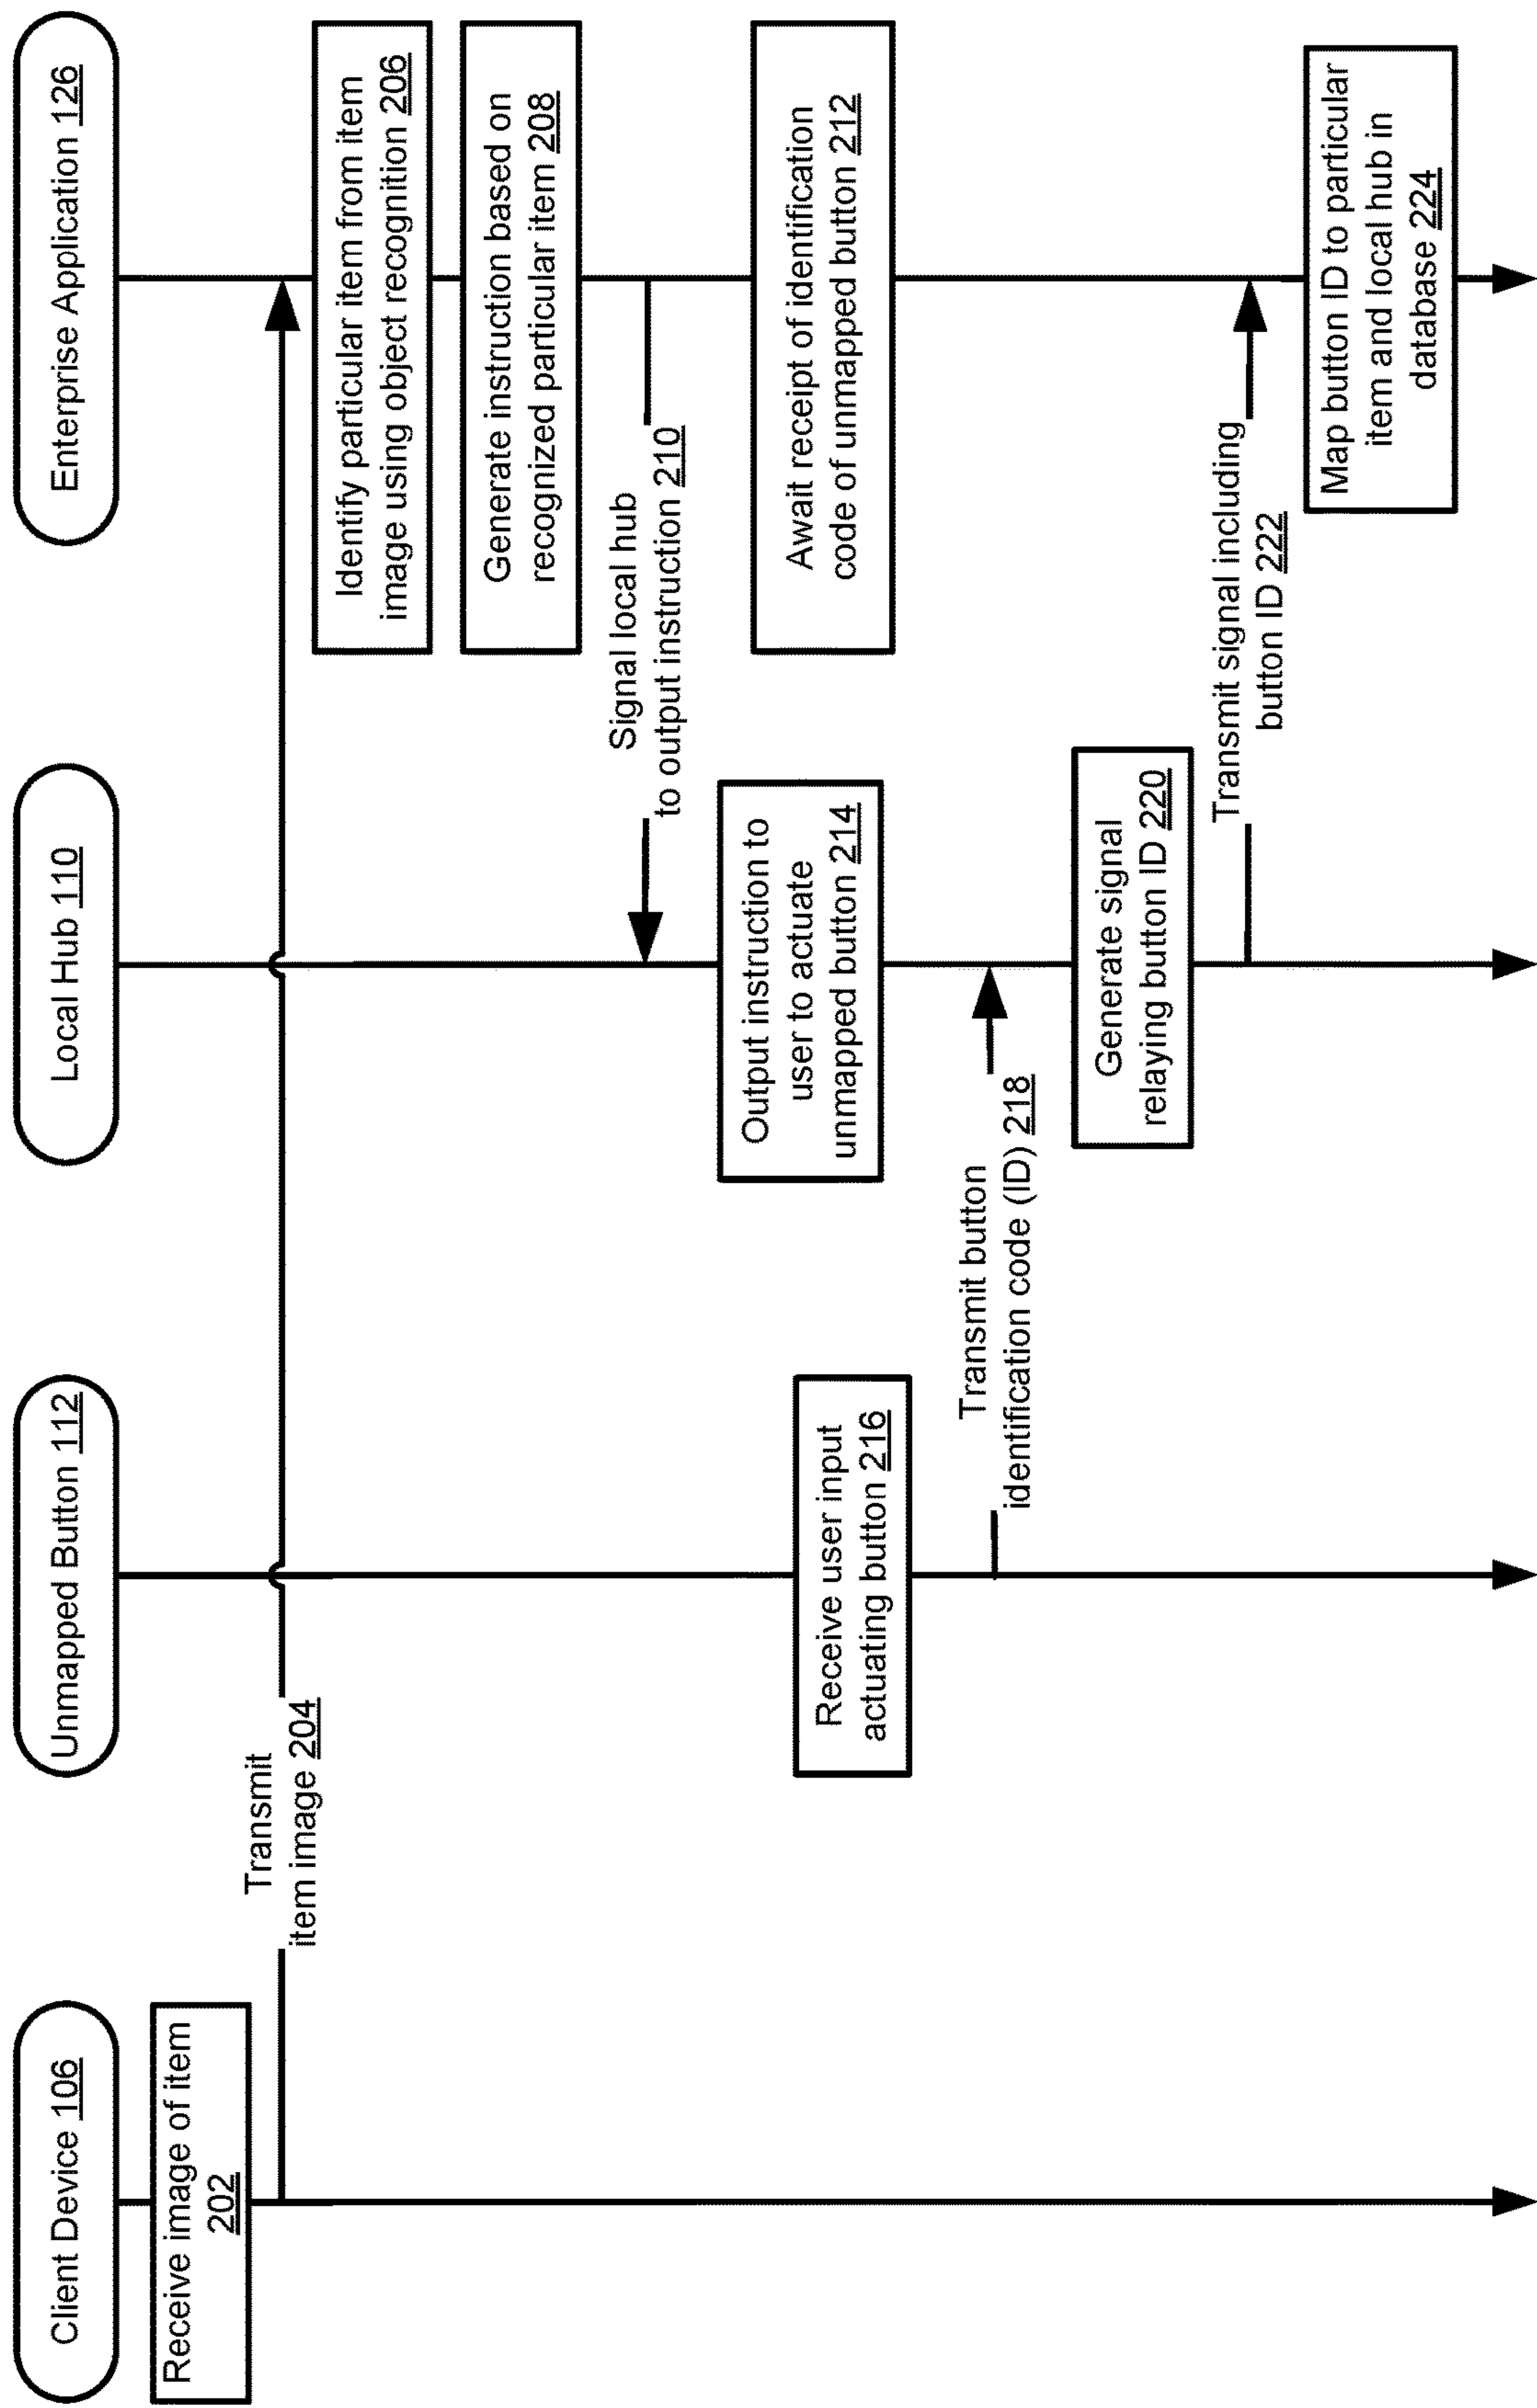 Client Device 106
Unmapped Button 112
Local Hub 110
Enterprise Application 126
Receive image of item
202
Transmit
item image 204
Identify particular item from item
image using object recognition 206
Generate instruction based on
recognized particular item 208
Signal local hub
to output instruction 210
Await receipt of identification
code of unmapped button 212
Output instruction to
user to actuate
unmapped button 214
Receive user input
actuating button 216
Transmit button
identification code (ID) 218
Generate signal
relaying button ID 220
Transmit signal including
button ID 222
Map button ID to particular
item and local hub in
database 224